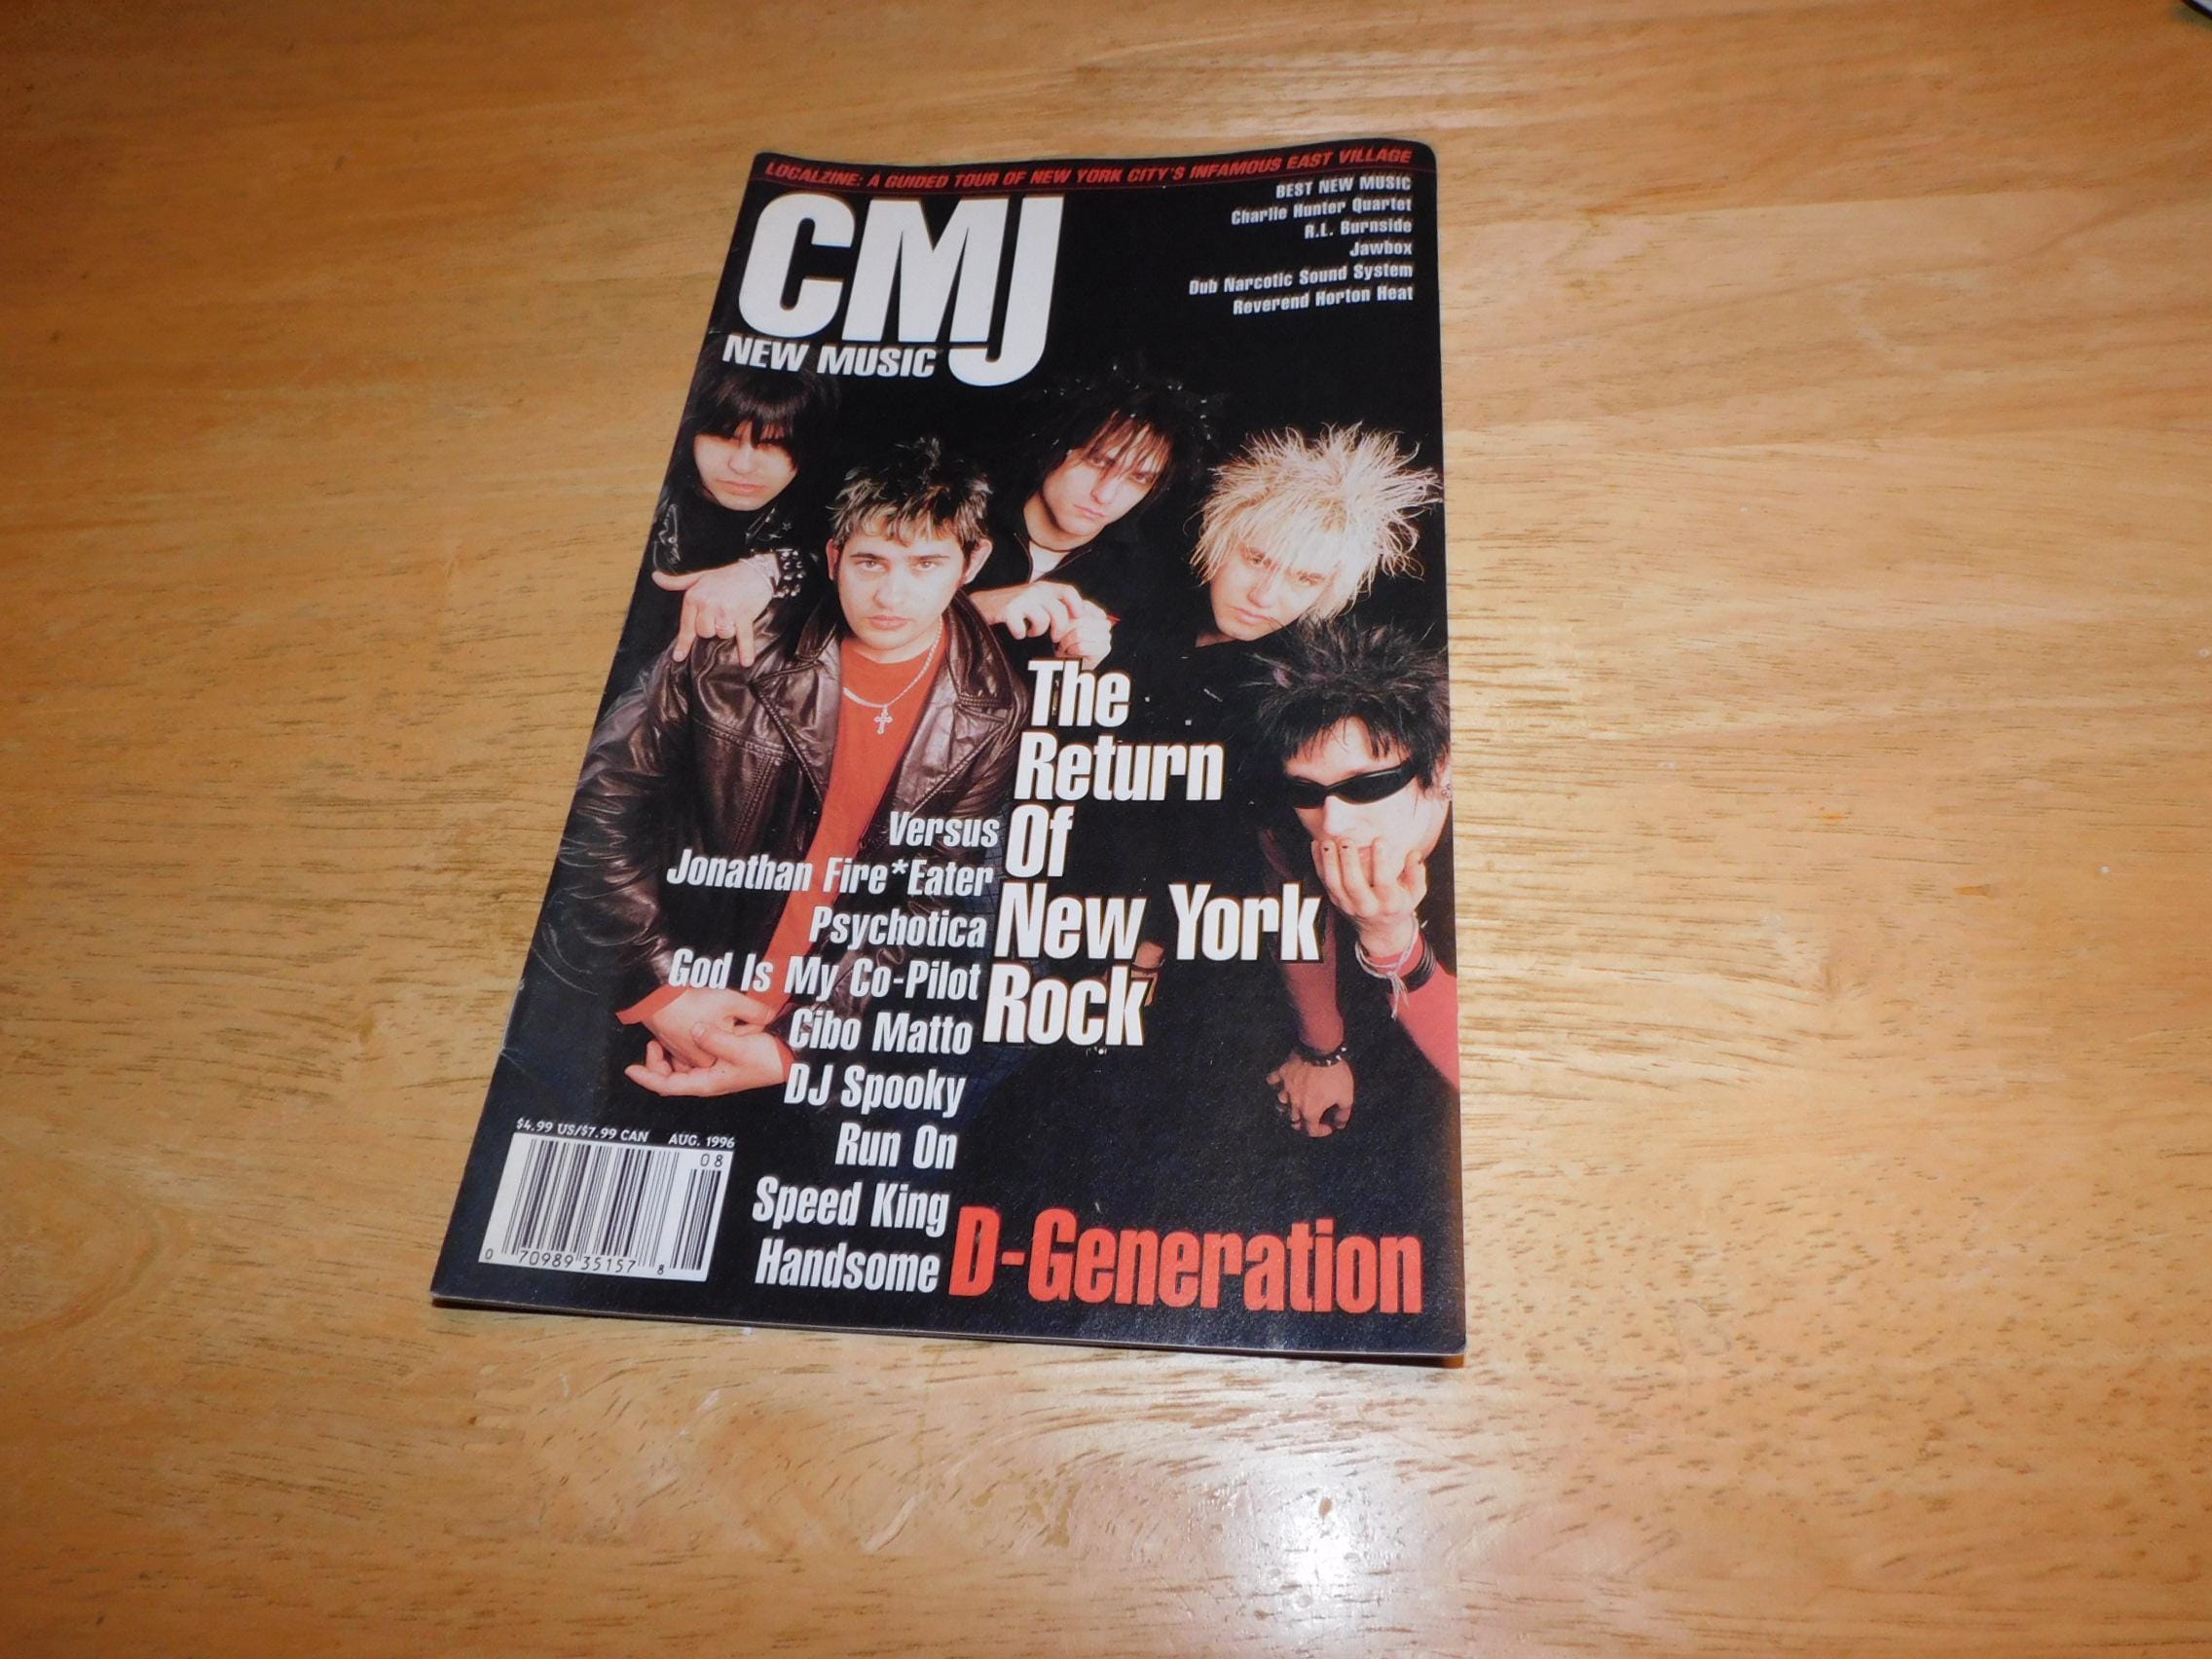 LOCALZINE: A GUIDED TOUR OF NEW YORK CITY'S INFAMOUS EAST VILLAGE
CMJ
NEW MUSIC
BEST NEW MUSIC
Charlie Hunter Quartet
R.L. Burnside
Jawbox
Dub Narcotic Sound System
Reverend Horton Heat
The
Return
Of
New York
Rock
Versus
Jonathan Fire*Eater
Psychotica
God Is My Co-Pilot
Cibo Matto
DJ Spooky
Run On
Speed King
Handsome
D-Generation
$4.99 US/$7.99 CAN AUG. 1996
08
0 70989 35157 8